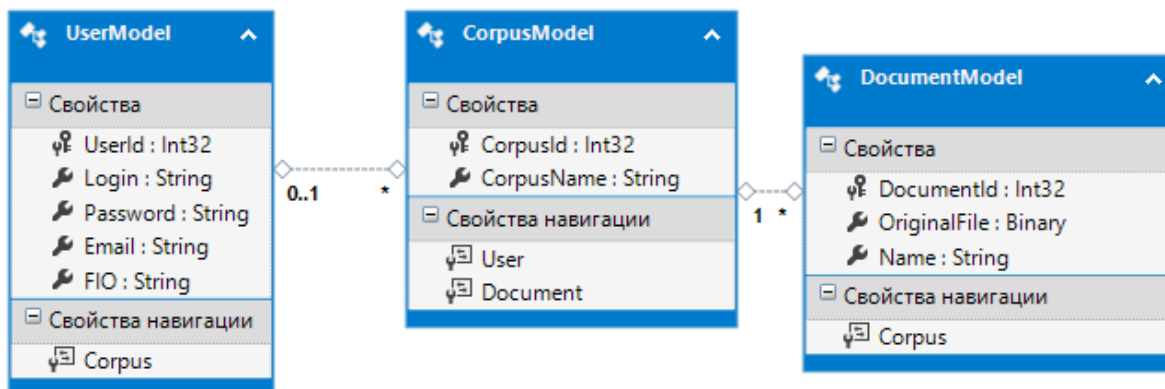 UserModel
Свойства
UserId : Int32
Login : String
Password : String
Email : String
FIO : String
Свойства навигации
Corpus
0..1
*
CorpusModel
Свойства
CorpusId : Int32
CorpusName : String
Свойства навигации
User
Document
1 *
DocumentModel
Свойства
DocumentId : Int32
OriginalFile : Binary
Name : String
Свойства навигации
Corpus